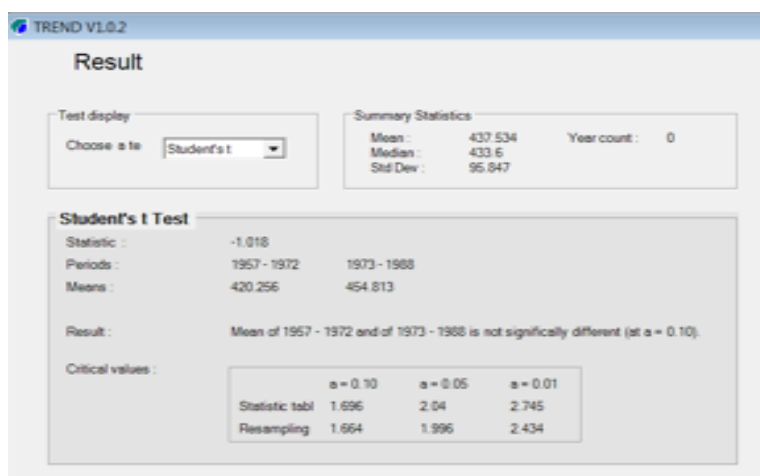 TREND V1.0.2
Result
Test display
Choose a te Student's t
Summary Statistics
Mean : 437.534 Year count : 0
Median : 433.6
Std Dev : 95.847
Student's t Test
Statistic : -1.018
Periods : 1957 - 1972 1973 - 1988
Means : 420.256 454.813
Result : Mean of 1957 - 1972 and of 1973 - 1988 is not significally different (at a = 0.10).
Critical values :
a = 0.10 a = 0.05 a = 0.01
Statistic tabl 1.696 2.04 2.745
Resampling 1.664 1.996 2.434